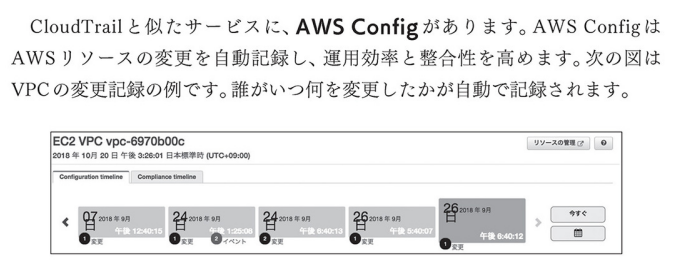 CloudTrailと似たサービスに、AWS Configがあります。AWS Configは
AWSリソースの変更を自動記録し、運用効率と整合性を高めます。次の図は
VPCの変更記録の例です。誰がいつ何を変更したかが自動で記録されます。
EC2 VPC vpc-6970b00c
2018 年 10月 20 日 午後 3:26:01 日本標準時 (UTC+09:00)
リソースの管理
?
Configuration timeline
Compliance timeline
07日 2018 年 9月
午後 12:40:15
1 変更
24日 2018 年 9月
午後 1:25:06
1 変更
2 イベント
24日 2018 年 9月
午後 6:40:13
2 変更
26日 2018 年 9月
午後 5:40:07
1 変更
26日 2018 年 9月
午後 6:40:12
1 変更
今すぐ